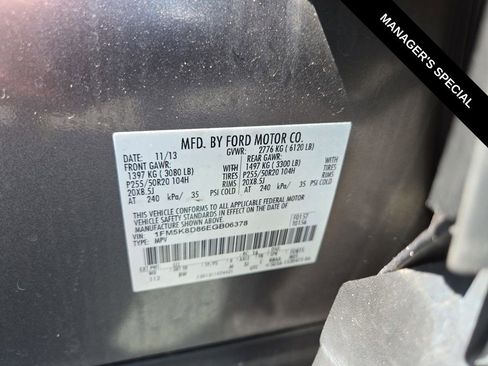 MANAGER'S SPECIAL
MFD. BY FORD MOTOR CO.
DATE: 11/13 GVWR: 2776 KG ( 6120 LB)
FRONT GAWR: REAR GAWR:
1397 KG ( 3080 LB) WITH 1497 KG ( 3300 LB) WITH
P255/50R20 104H TIRES P255/50R20 104H TIRES
20X8.5J RIMS 20X8.5J RIMS
AT 240 kPa/ 35 PSI COLD AT 240 kPa/ 35 PSI COLD
THIS VEHICLE CONFORMS TO ALL APPLICABLE FEDERAL MOTOR
VEHICLE SAFETY STANDARDS IN EFFECT ON THE DATE OF
MANUFACTURE SHOWN ABOVE.
VIN: 1FM5K8D86EGB06378
TYPE: MPV